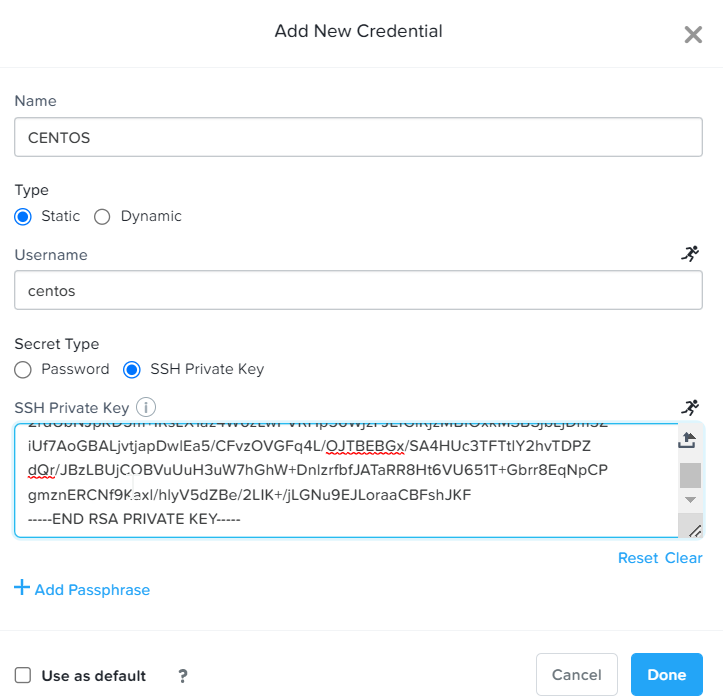 Add New Credential
Name
CENTOS
Type
Static
Dynamic
Username
centos
Secret Type
Password
SSH Private Key
SSH Private Key
iUf7AoGBALjvtjapDwlEa5/CFvzOVGFq4L/OJTBEBGx/SA4HUc3TFTtlY2hvTDPZ
dQr/JBzLBUjCOBVuUuH3uW7hGhW+DnlzrfbfJATaRR8Ht6VU651T+Gbrr8EqNpCP
gmznERCNf9Kaxl/hlyV5dZBe/2LIK+/jLGNu9EJLoraaCBFshJKF
-----END RSA PRIVATE KEY-----
Reset Clear
+ Add Passphrase
Use as default
?
Cancel
Done